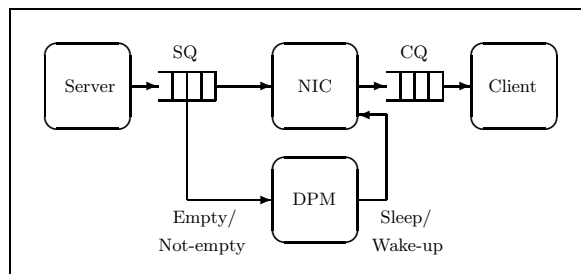 SQ
CQ
Server
NIC
Client
DPM
Empty/
Not-empty
Sleep/
Wake-up